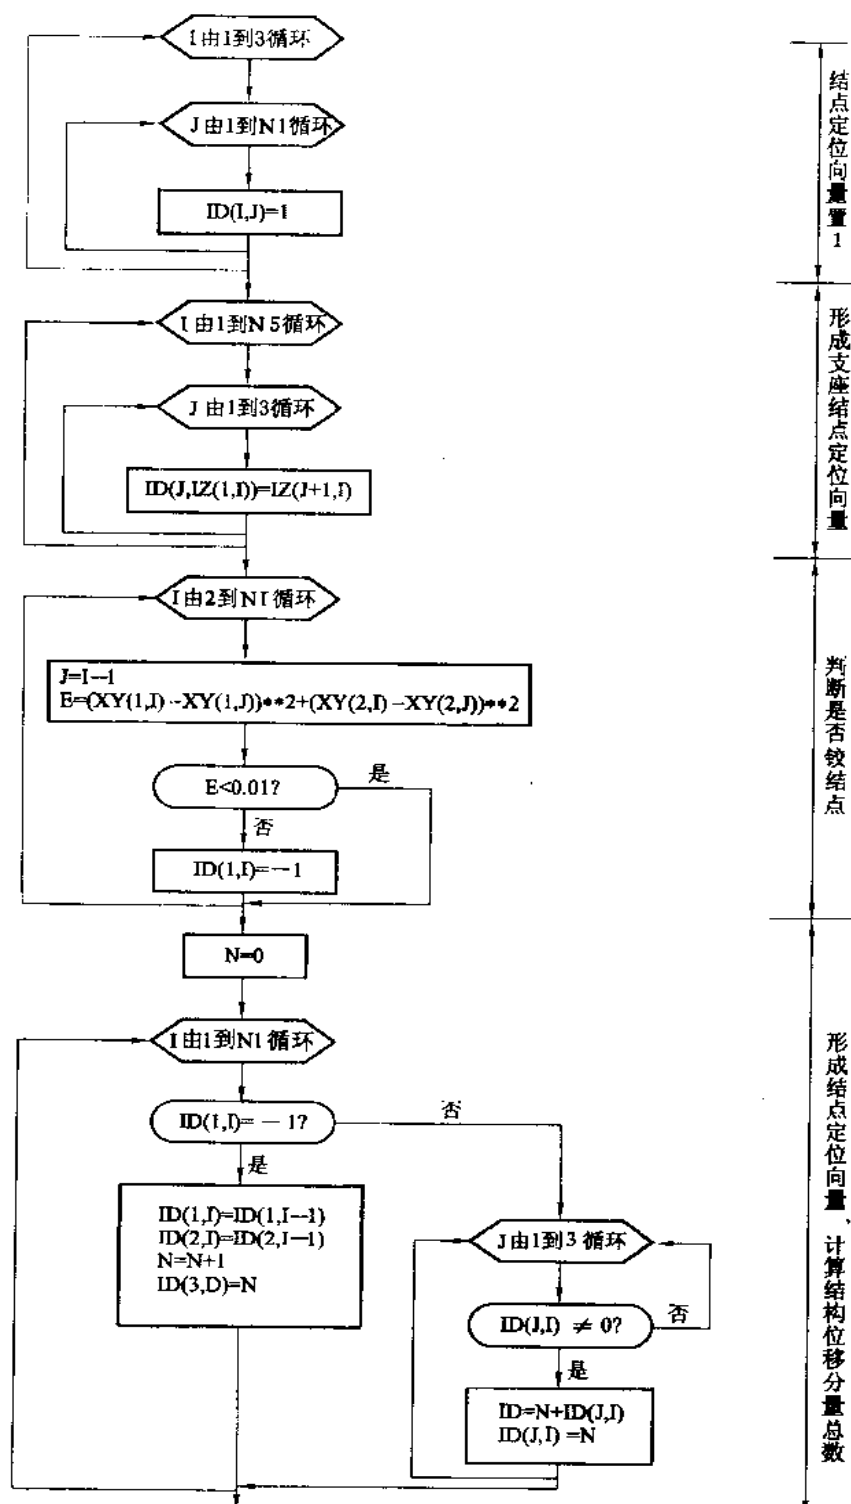 I 由1到3循环
J 由1到N1循环
ID(I,J)=1
结点定位向量置1
I 由1到N5循环
J 由1到3循环
ID(J,IZ(1,I))=IZ(J+1,I)
形成支座结点定位向量
I 由2到N1循环
J=I-1
E=(XY(1,I)-XY(1,J))**2+(XY(2,I)-XY(2,J))**2
E<0.01?
是
否
ID(1,I)=-1
判断是否铰结点
N=0
I 由1到N1循环
ID(1,I)=-1?
否
是
ID(1,I)=ID(1,I-1)
ID(2,I)=ID(2,I-1)
N=N+1
ID(3,D)=N
J 由1到3循环
ID(J,I) ≠ 0?
否
是
ID=N+ID(J,I)
ID(J,I)=N
形成结点定位向量、计算结构位移分量总数